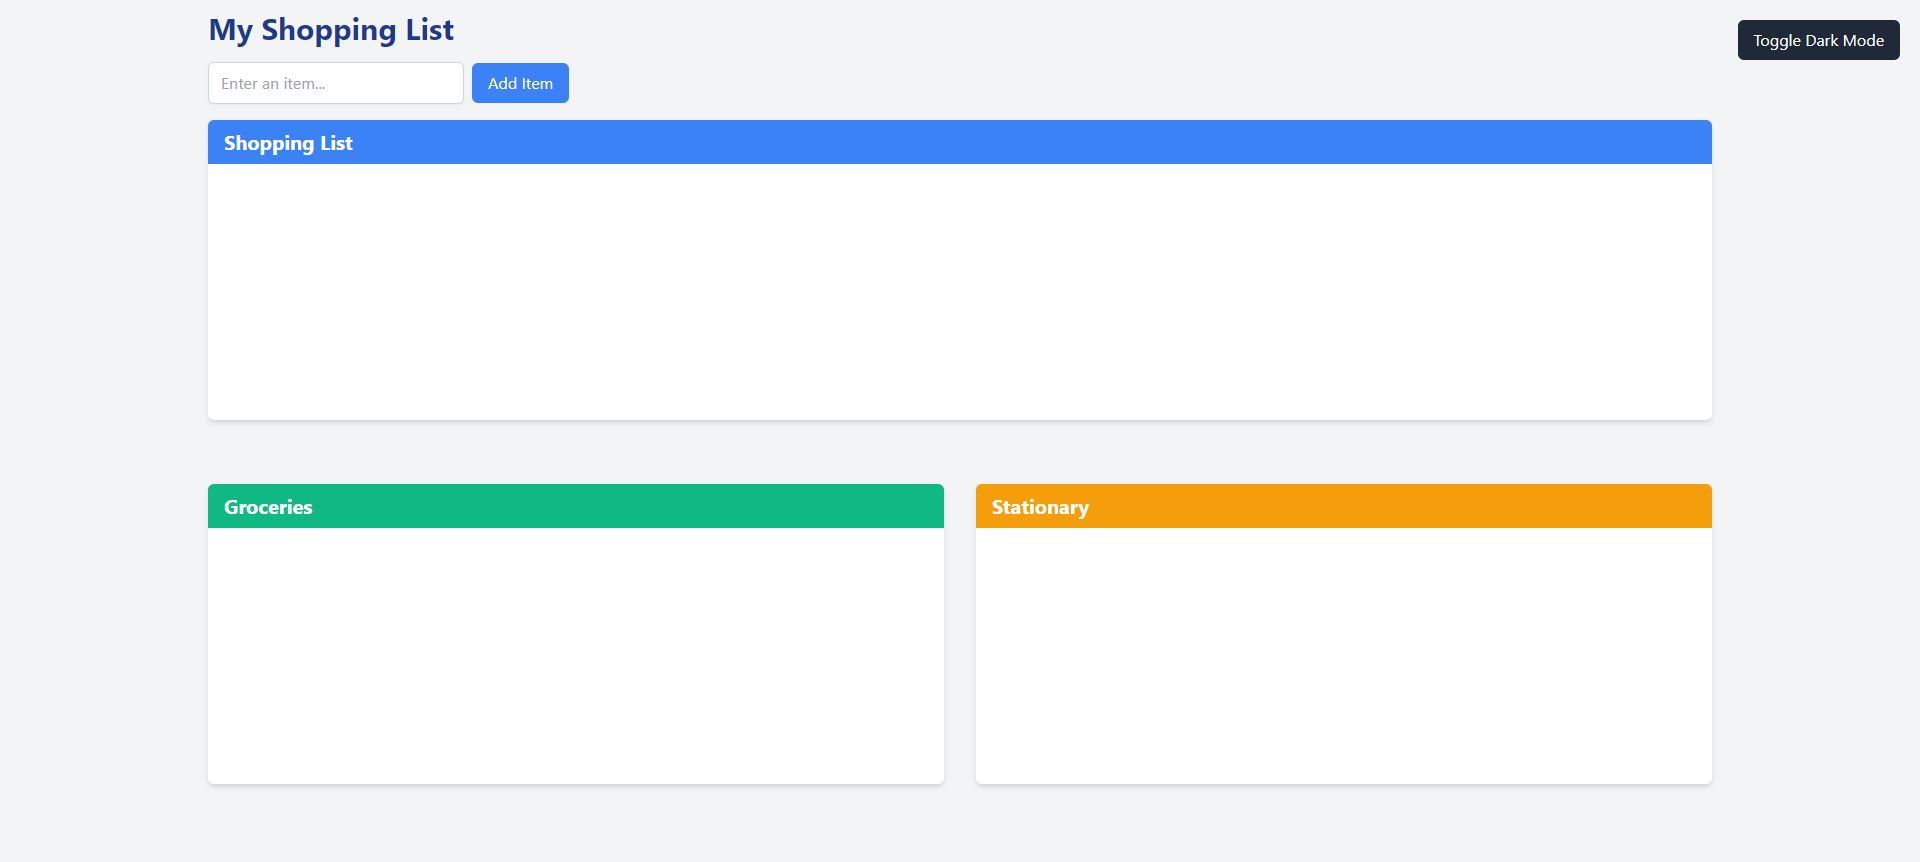 My Shopping List
Toggle Dark Mode
Enter an item...
Add Item
Shopping List
Groceries
Stationary